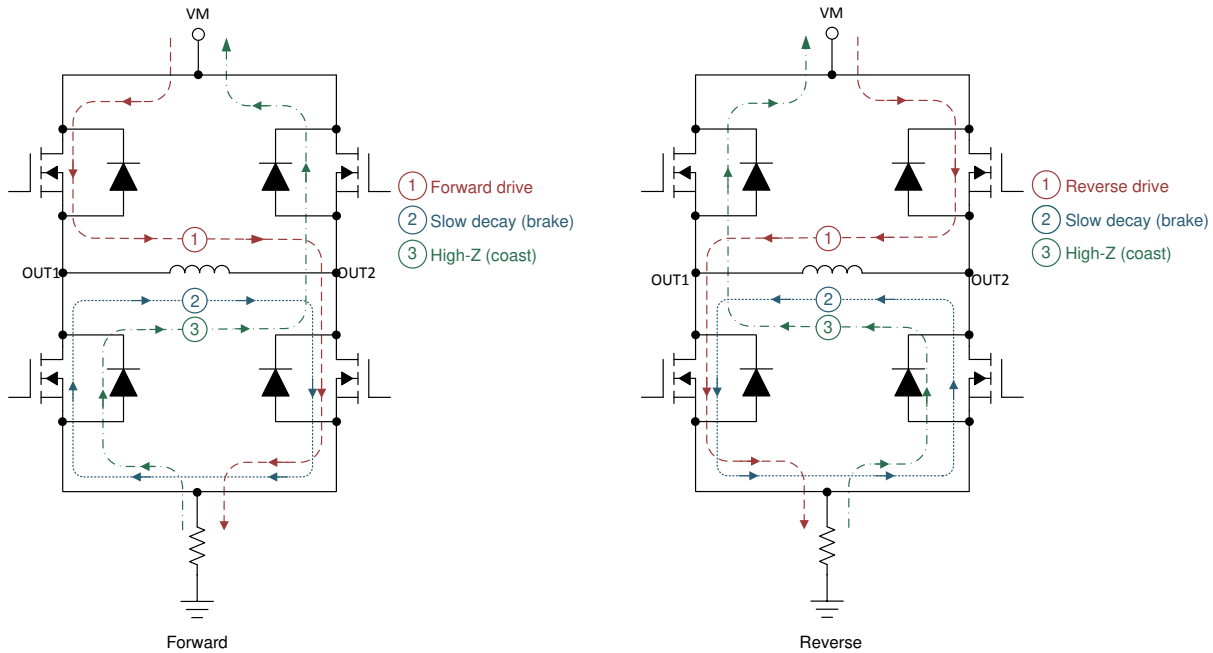 VM
1 Forward drive
2 Slow decay (brake)
3 High-Z (coast)
1
OUT1
OUT2
2
3
Forward
VM
1 Reverse drive
2 Slow decay (brake)
3 High-Z (coast)
1
OUT1
OUT2
2
3
Reverse